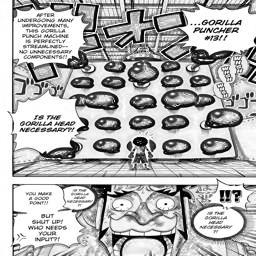 AFTER
UNDERGOING MANY
IMPROVEMENTS,
THIS GORILLA
PUNCH MACHINE
IS PERFECTLY
STREAMLINED--
NO UNNECESSARY
COMPONENTS!!
...GORILLA
PUNCHER
#13!!
IS THE
GORILLA HEAD
NECESSARY?!
YOU MAKE
A GOOD
POINT!!
BUT
SHUT UP!
WHO NEEDS
YOUR
INPUT?!
IS THE
GORILLA HEAD
NECESSARY
?!
!!?
IS THE
GORILLA HEAD
NECESSARY
?!